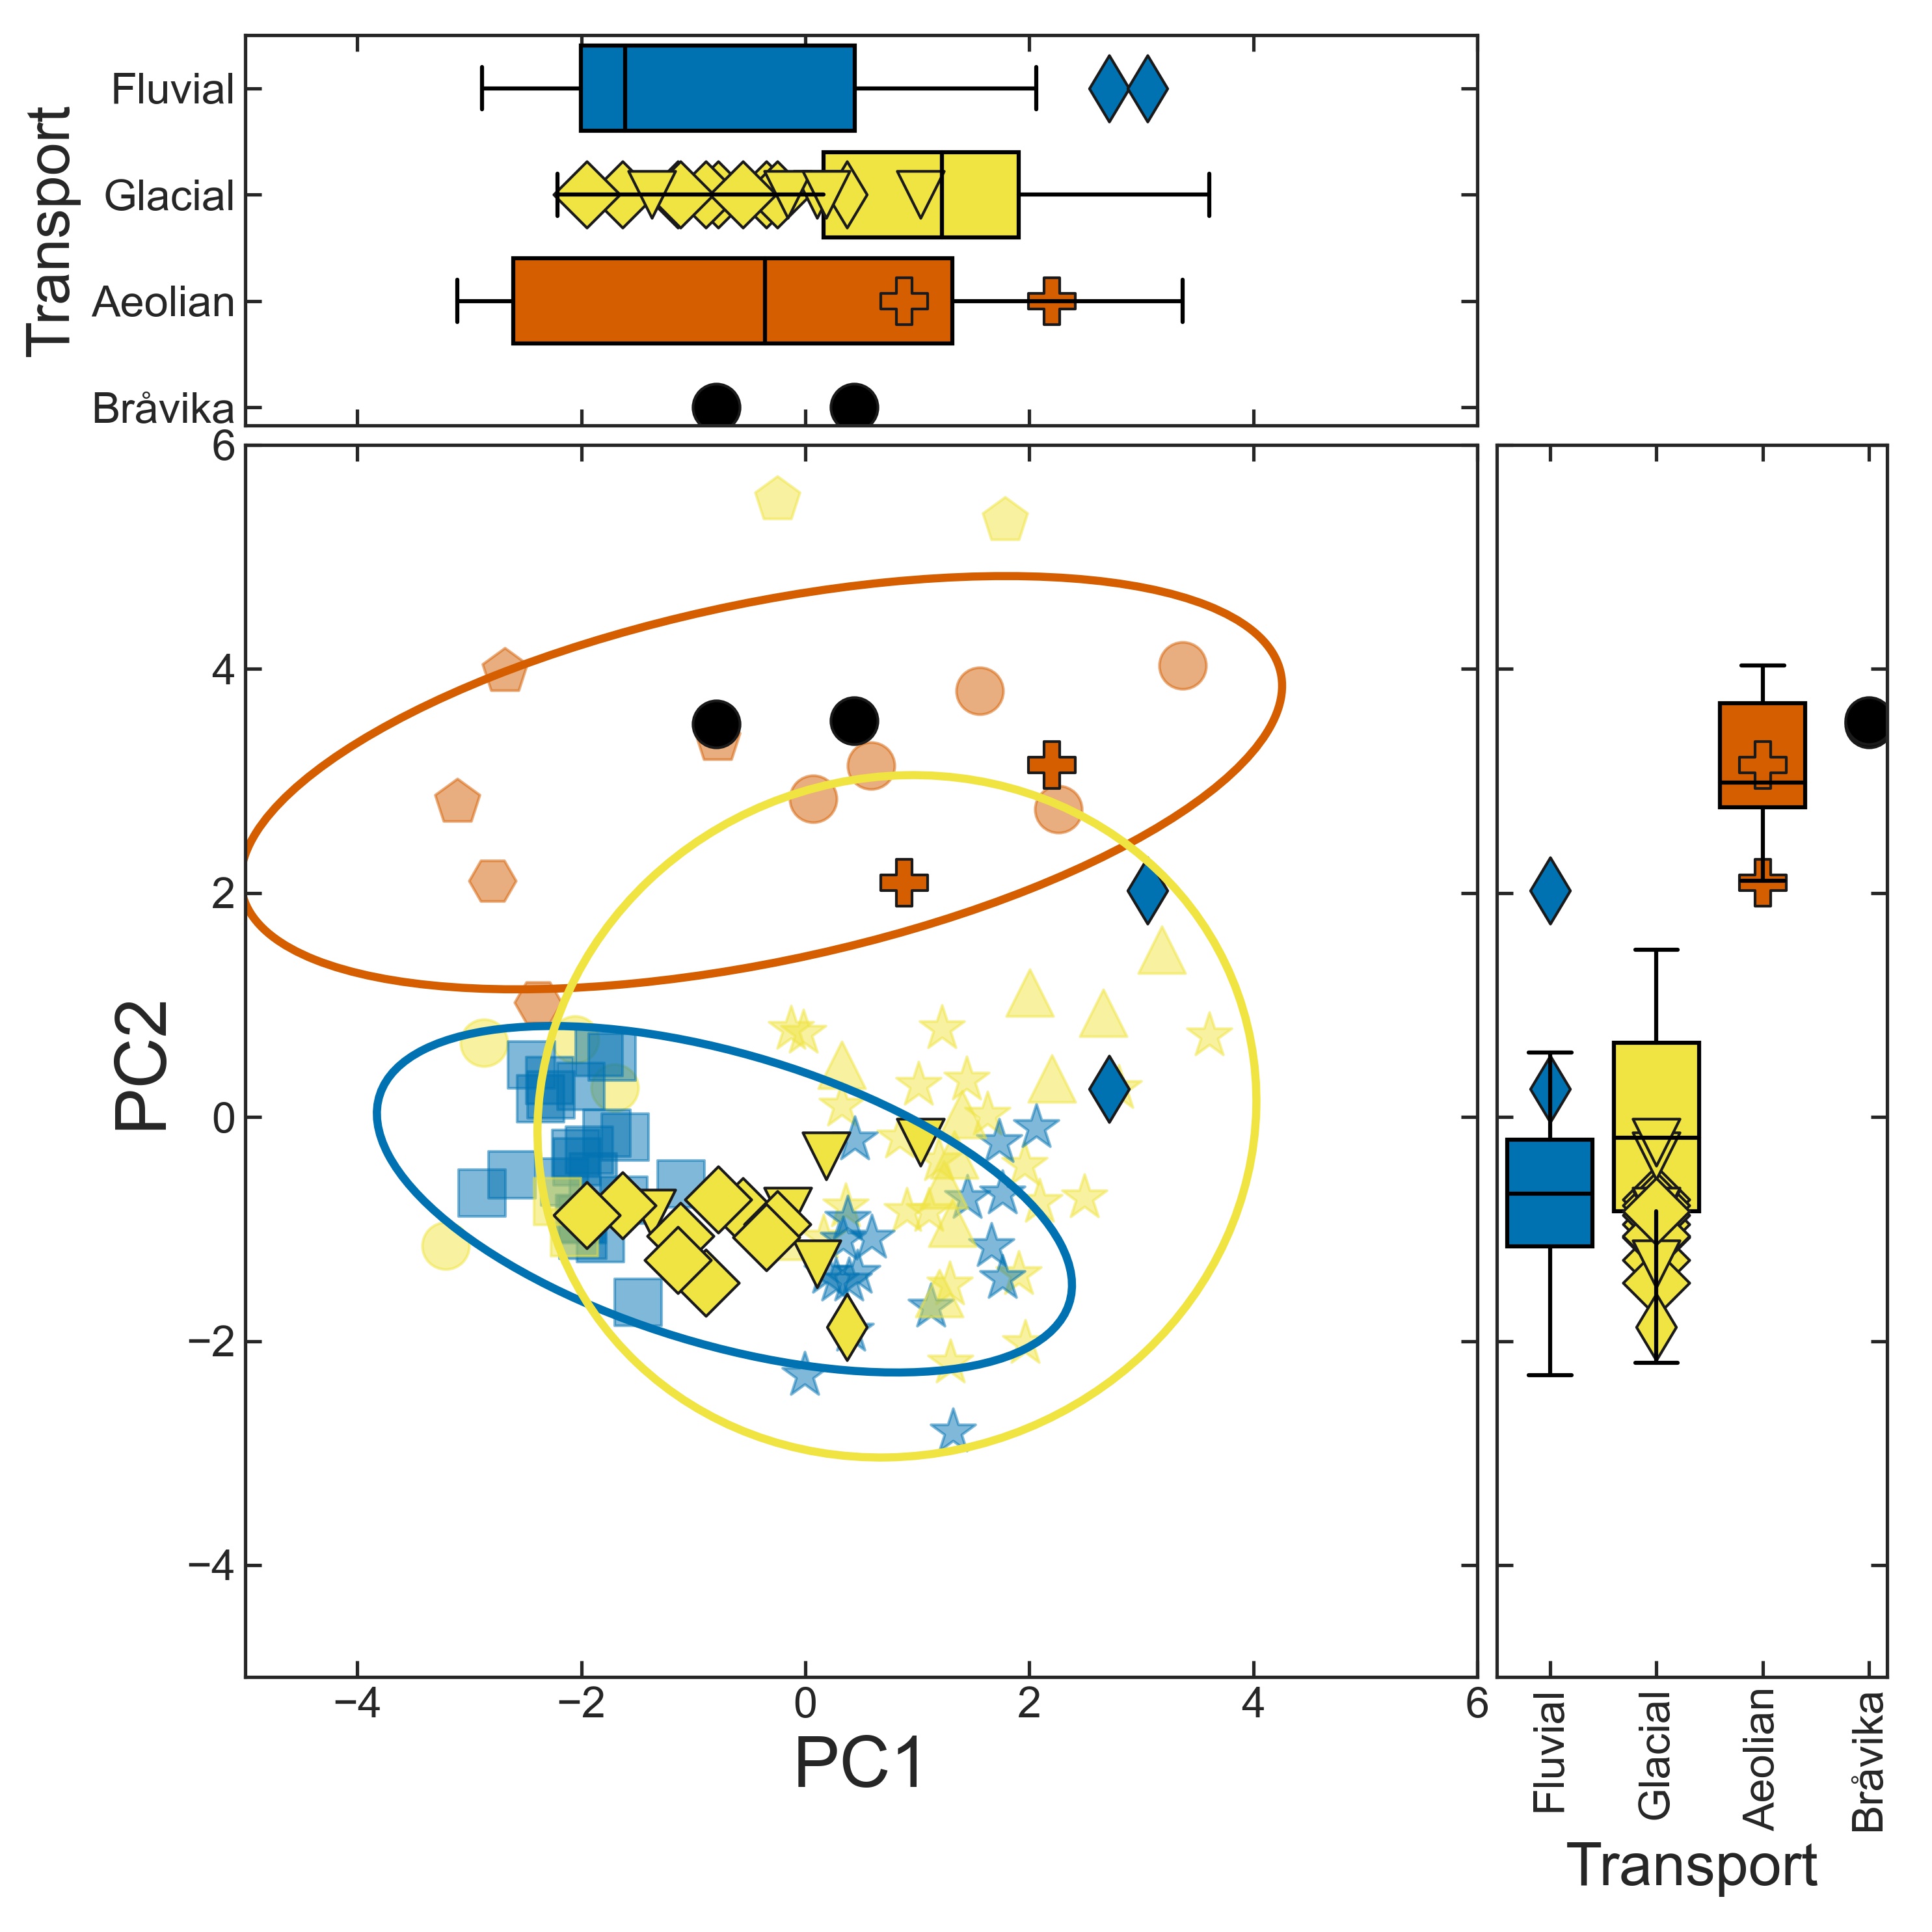 Transport
Fluvial
Glacial
Aeolian
Bråvika
PC2
6
4
2
0
−2
−4
−4
−2
0
2
4
6
PC1
Fluvial
Glacial
Aeolian
Bråvika
Transport